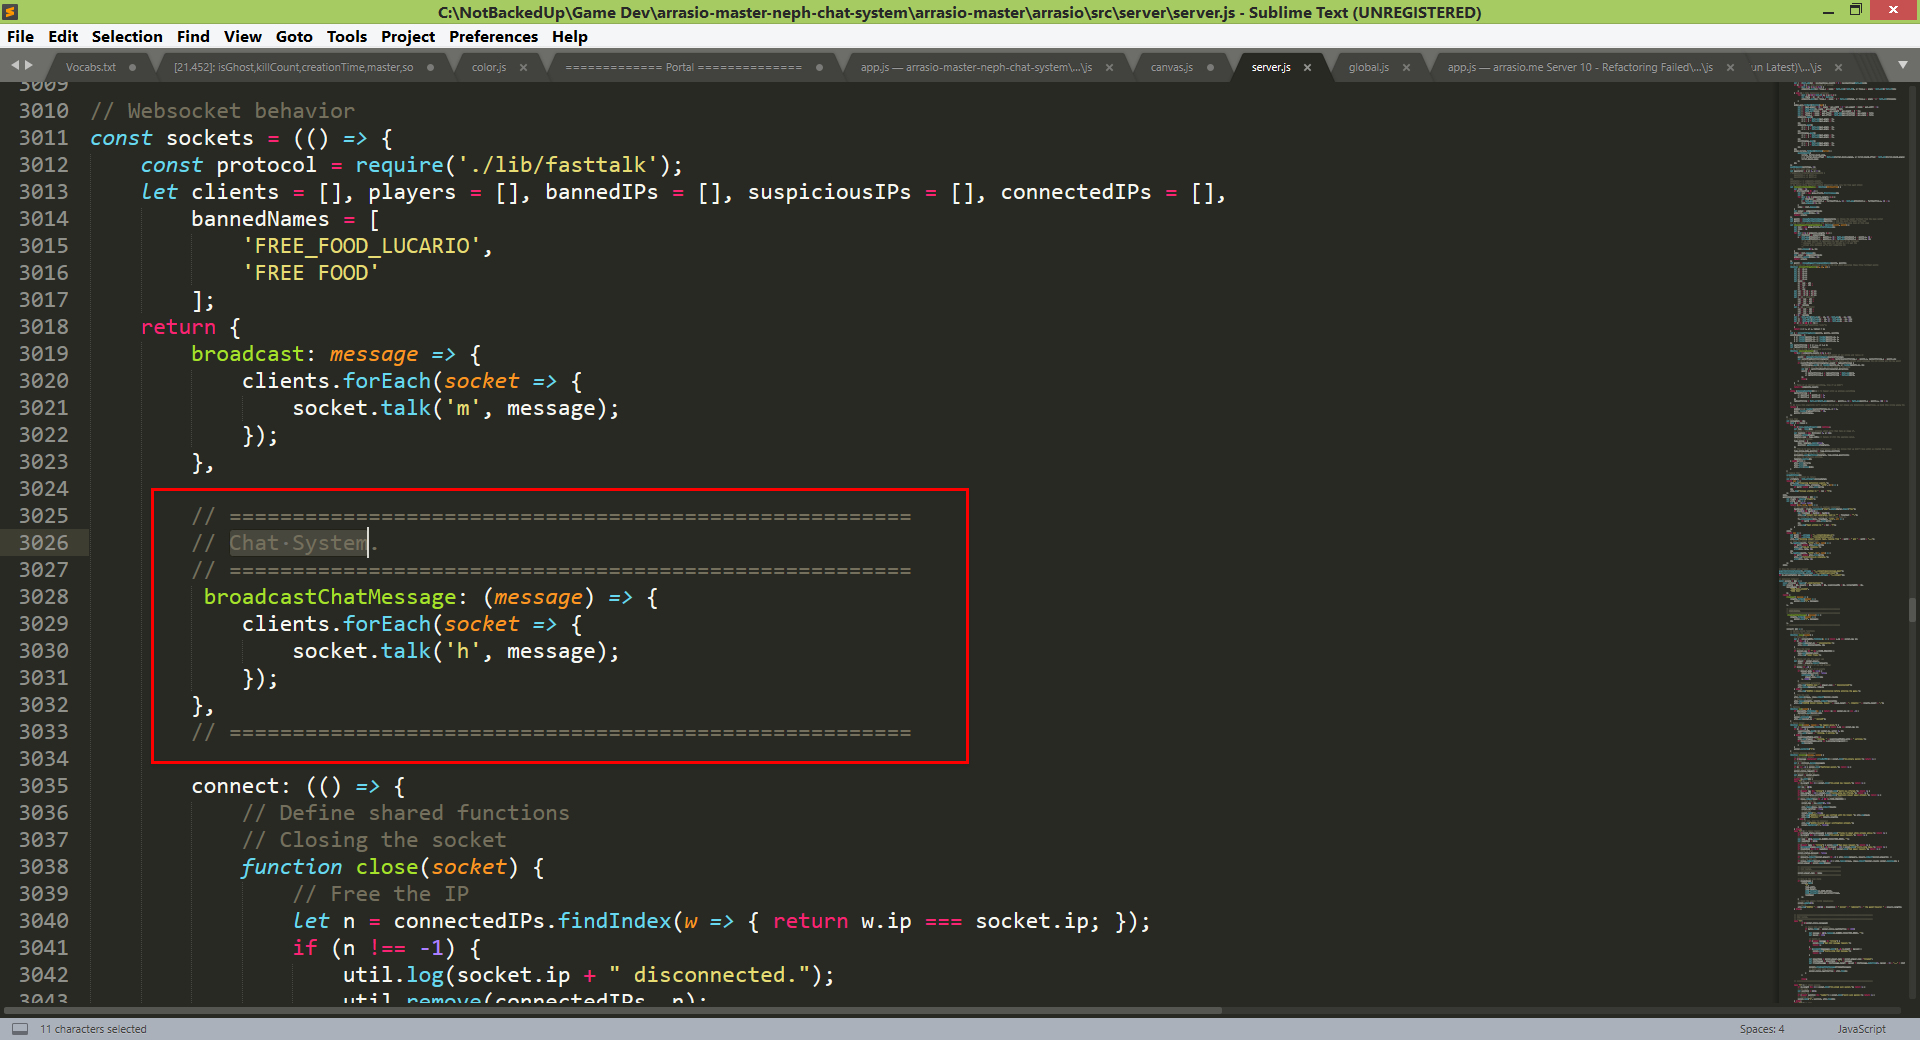 C:\NotBackedUp\Game Dev\arrasio-master-neph-chat-system\arrasio-master\arrasio\src\server\server.js - Sublime Text (UNREGISTERED)
File Edit Selection Find View Goto Tools Project Preferences Help
Vocabs.txt [21.452]: isGhost,killCount,creationTime,master,so color.js ============= Portal ============== app.js — arrasio-master-neph-chat-system\...\js canvas.js server.js global.js app.js — arrasio.me Server 10 - Refactoring Failed\...\js un Latest)\...\js
3009
3010 // Websocket behavior
3011 const sockets = (() => {
3012 const protocol = require('./lib/fasttalk');
3013 let clients = [], players = [], bannedIPs = [], suspiciousIPs = [], connectedIPs = [],
3014 bannedNames = [
3015 'FREE_FOOD_LUCARIO',
3016 'FREE FOOD'
3017 ];
3018 return {
3019 broadcast: message => {
3020 clients.forEach(socket => {
3021 socket.talk('m', message);
3022 });
3023 },
3024
3025 // ======================================================
3026 // Chat·System.
3027 // ======================================================
3028 broadcastChatMessage: (message) => {
3029 clients.forEach(socket => {
3030 socket.talk('h', message);
3031 });
3032 },
3033 // ======================================================
3034
3035 connect: (() => {
3036 // Define shared functions
3037 // Closing the socket
3038 function close(socket) {
3039 // Free the IP
3040 let n = connectedIPs.findIndex(w => { return w.ip === socket.ip; });
3041 if (n !== -1) {
3042 util.log(socket.ip + " disconnected.");
3043 util.remove(connectedIPs, n);
11 characters selected Spaces: 4 JavaScript